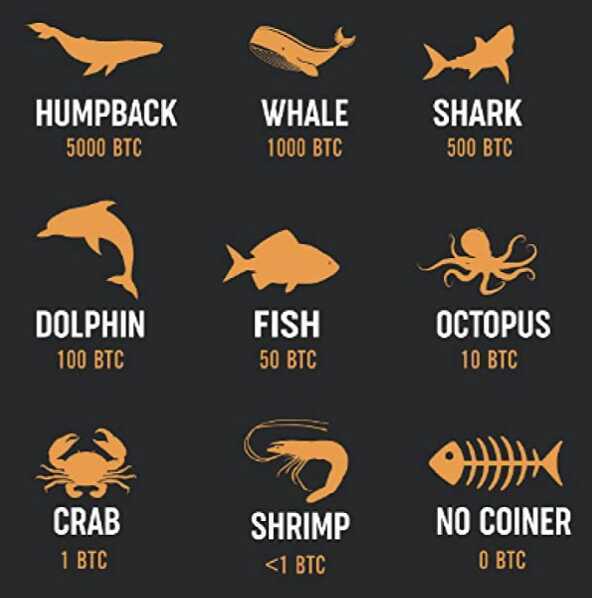 HUMPBACK
5000 BTC
WHALE
1000 BTC
SHARK
500 BTC
DOLPHIN
100 BTC
FISH
50 BTC
OCTOPUS
10 BTC
CRAB
1 BTC
SHRIMP
<1 BTC
NO COINER
0 BTC